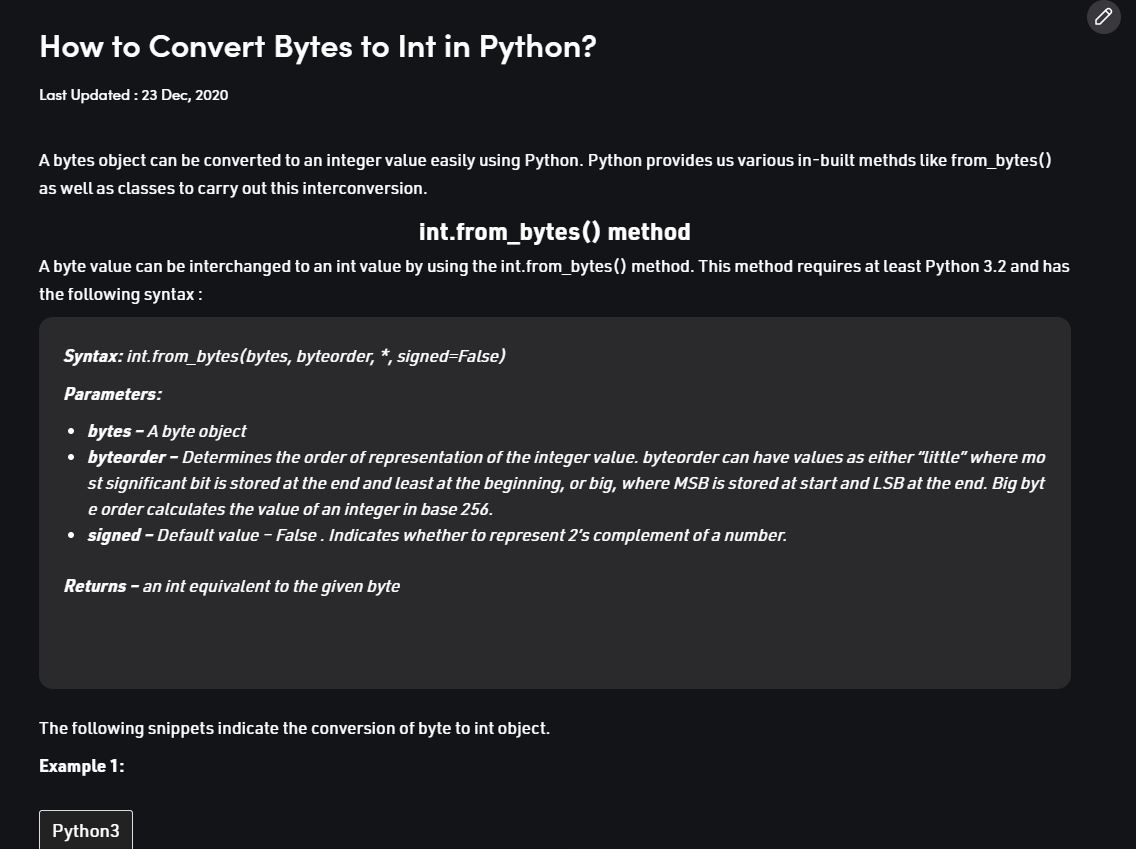 How to Convert Bytes to Int in Python?
Last Updated : 23 Dec, 2020
A bytes object can be converted to an integer value easily using Python. Python provides us various in-built methds like from_bytes()
as well as classes to carry out this interconversion.
int.from_bytes() method
A byte value can be interchanged to an int value by using the int.from_bytes() method. This method requires at least Python 3.2 and has
the following syntax :
Syntax: int.from_bytes(bytes, byteorder, *, signed=False)
Parameters:
• bytes – A byte object
• byteorder – Determines the order of representation of the integer value. byteorder can have values as either “little” where mo
st significant bit is stored at the end and least at the beginning, or big, where MSB is stored at start and LSB at the end. Big byt
e order calculates the value of an integer in base 256.
• signed – Default value – False . Indicates whether to represent 2’s complement of a number.
Returns – an int equivalent to the given byte
The following snippets indicate the conversion of byte to int object.
Example 1:
Python3